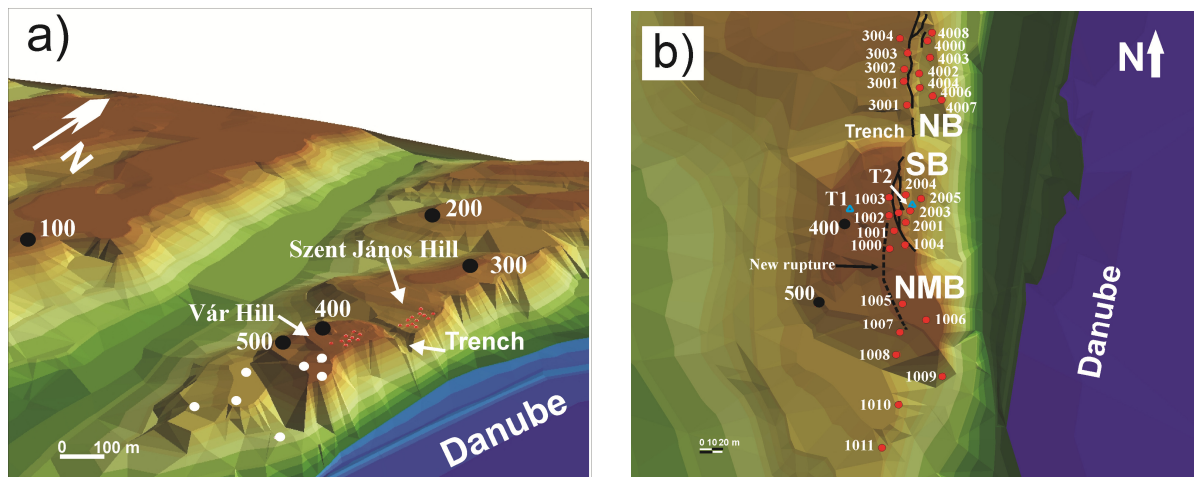 a)
N
100
200
Szent János Hill
300
Vár Hill
400
500
Trench
Danube
0 100 m
b)
N
3004
4008
4000
3003
4003
3002
4002
3001
4004
4006
4007
3001
Trench
NB
SB
T2
2004
T1
1003
2005
2003
1002
400
2001
1001
1004
1000
New rupture
500
NMB
1005
1006
1007
1008
1009
1010
1011
Danube
0 10 20 m